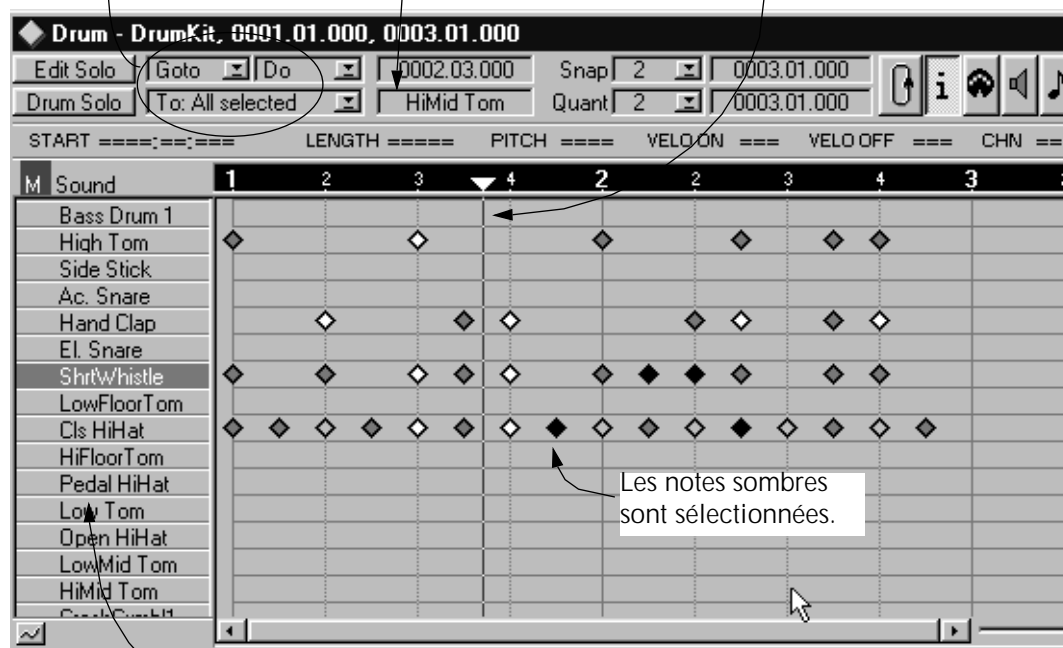 Drum - DrumKit, 0001.01.000, 0003.01.000
Edit Solo Goto Do 0002.03.000 Snap 2 0003.01.000
Drum Solo To: All selected HiMid Tom Quant 2 0003.01.000
START ====:==:=== LENGTH ===== PITCH ==== VELO ON === VELO OFF === CHN ==
M Sound 1 2 3 4 2 2 3 4 3
Bass Drum 1
High Tom
Side Stick
Ac. Snare
Hand Clap
El. Snare
ShrtWhistle
LowFloorTom
Cls HiHat
HiFloorTom
Pedal HiHat
Low Tom
Open HiHat
LowMid Tom
HiMid Tom
Les notes sombres
sont sélectionnées.